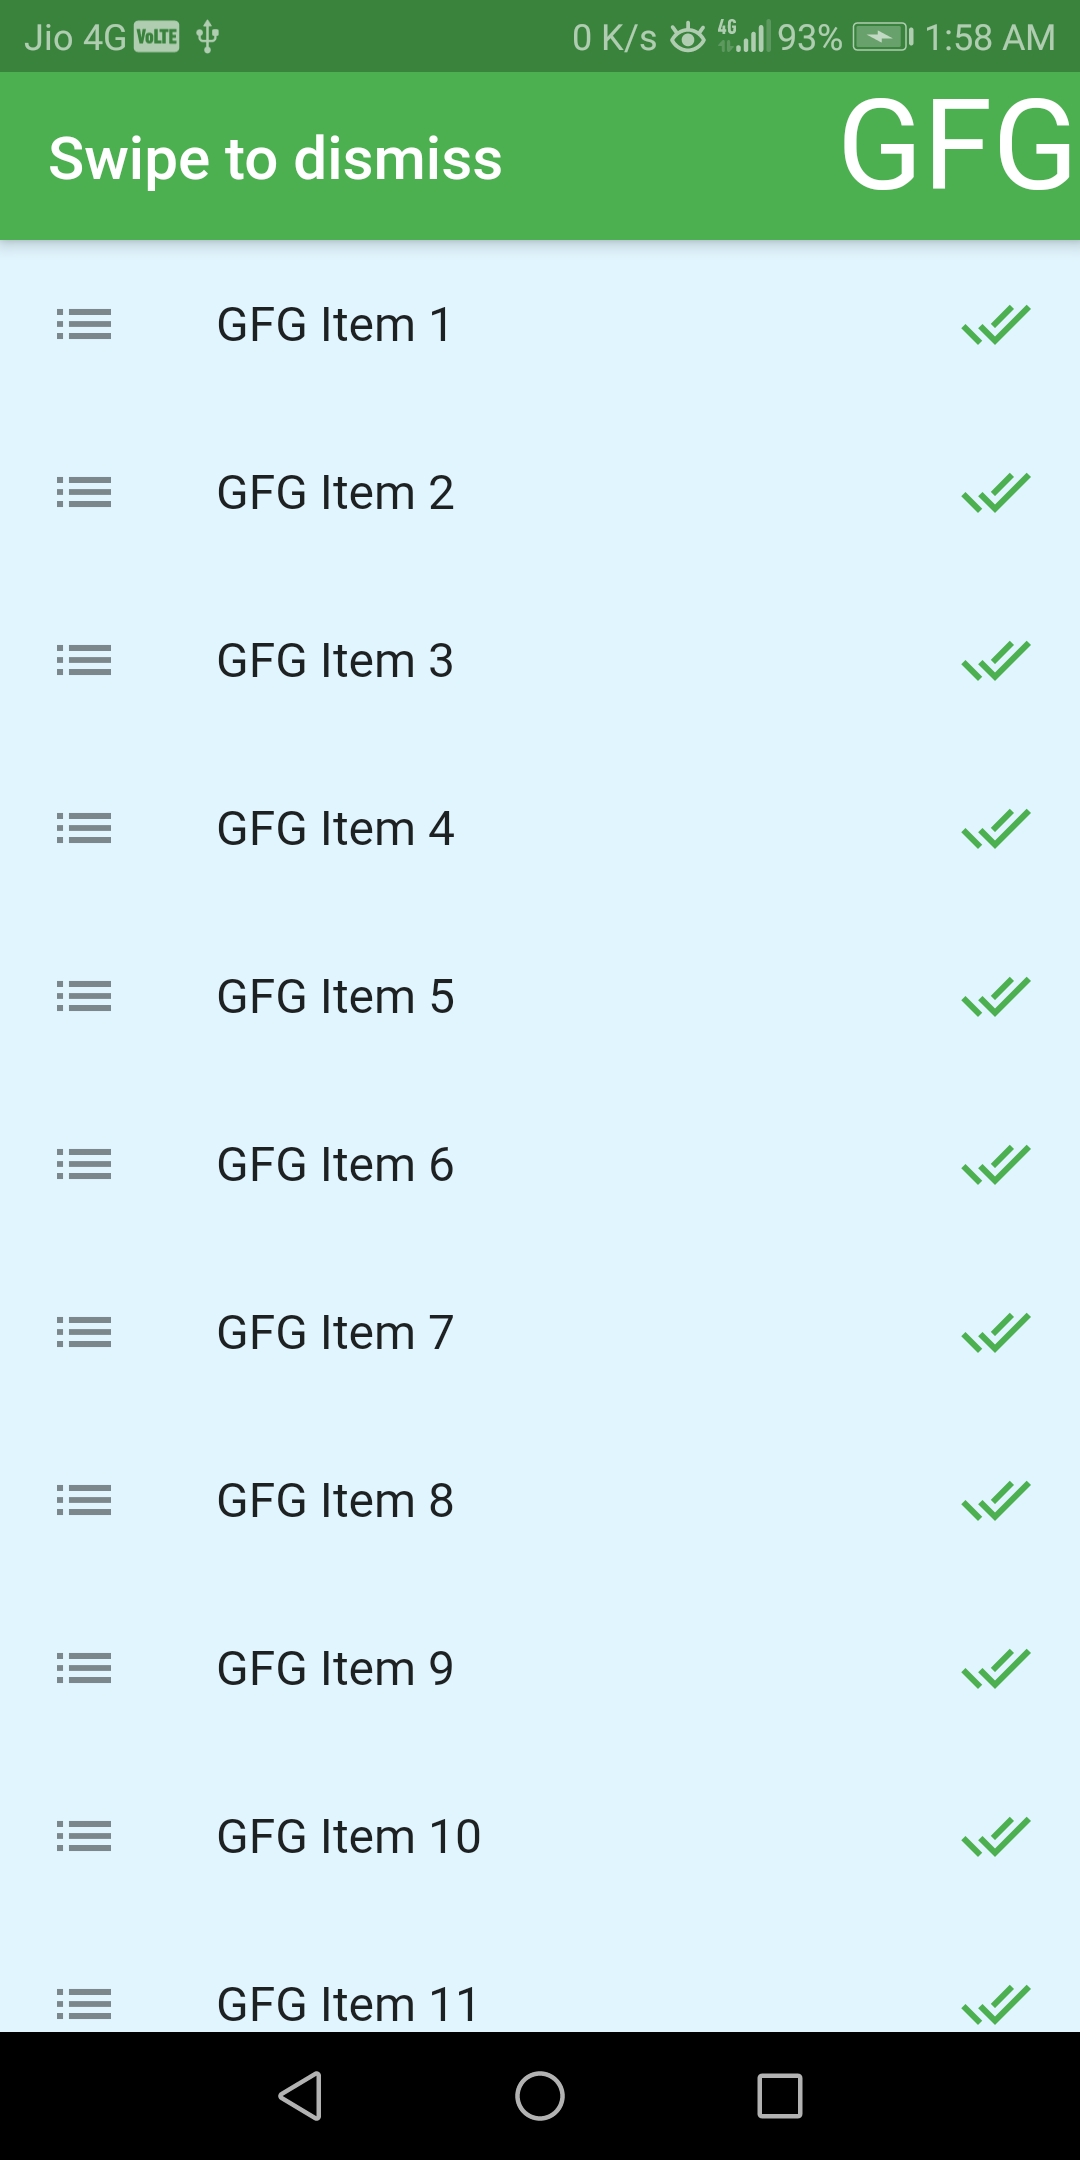 Jio 4G VoLTE 0 K/s 4G 93% 1:58 AM
Swipe to dismiss GFG
GFG Item 1
GFG Item 2
GFG Item 3
GFG Item 4
GFG Item 5
GFG Item 6
GFG Item 7
GFG Item 8
GFG Item 9
GFG Item 10
GFG Item 11